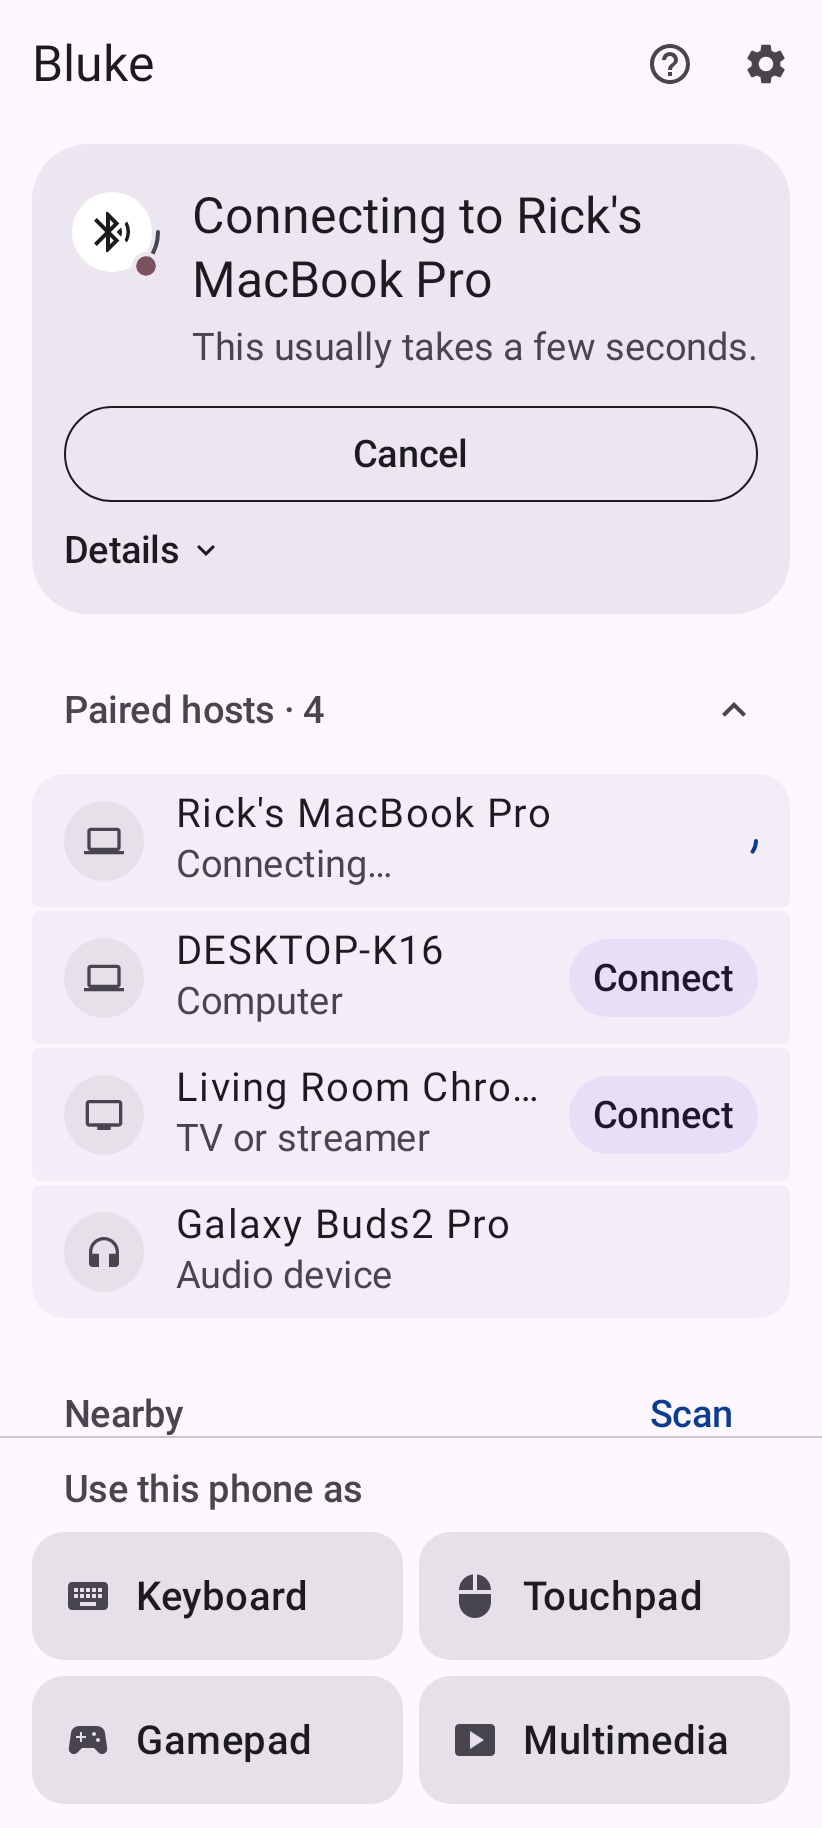 Bluke
Connecting to Rick's
MacBook Pro
This usually takes a few seconds.
Cancel
Details
Paired hosts · 4
Rick's MacBook Pro
Connecting…
DESKTOP-K16
Computer
Connect
Living Room Chro…
TV or streamer
Connect
Galaxy Buds2 Pro
Audio device
Nearby
Scan
Use this phone as
Keyboard
Touchpad
Gamepad
Multimedia